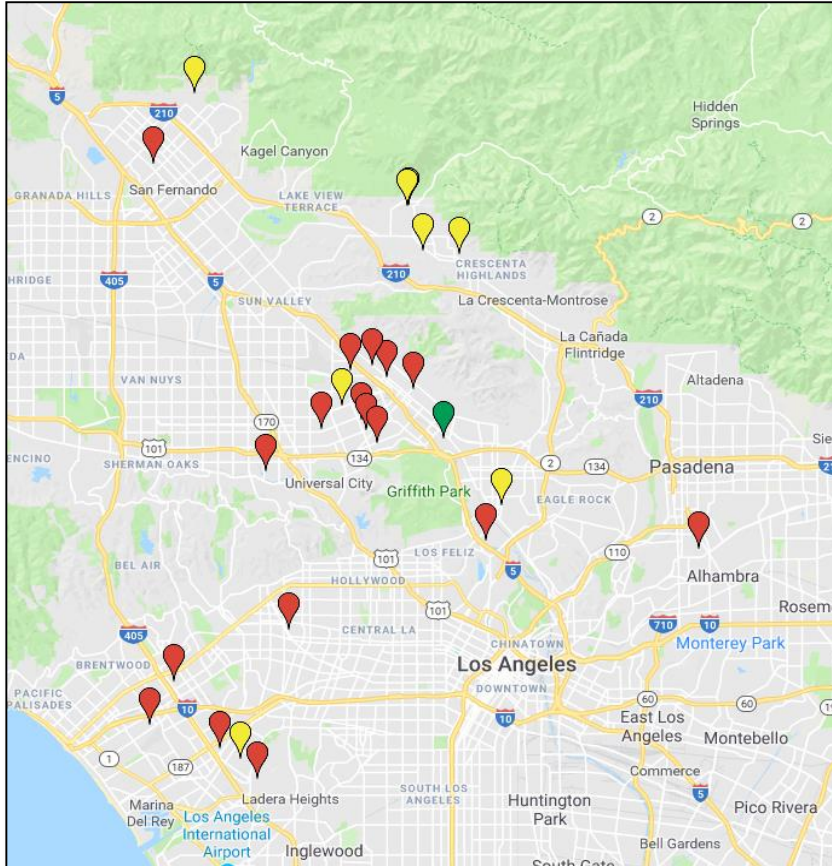 5
210
Hidden
Springs
Kagel Canyon
San Fernando
GRANADA HILLS
LAKE VIEW
TERRACE
2
2
405
5
210
CRESCENTA
HIGHLANDS
SUN VALLEY
La Crescenta-Montrose
La Cañada
Flintridge
VAN NUYS
Altadena
210
170
101
134
2
134
SHERMAN OAKS
Universal City
Pasadena
Griffith Park
EAGLE ROCK
LOS FELIZ
110
101
5
BEL AIR
HOLLYWOOD
Alhambra
101
CENTRAL LA
CHINATOWN
710
10
405
BRENTWOOD
Los Angeles
Monterey Park
PACIFIC
PALISADES
10
DOWNTOWN
60
60
10
East Los
Angeles
Montebello
1
187
Commerce
5
SOUTH LOS
ANGELES
Marina
Del Rey
Ladera Heights
Huntington
Park
Pico Rivera
Los Angeles
International
Airport
Inglewood
Bell Gardens